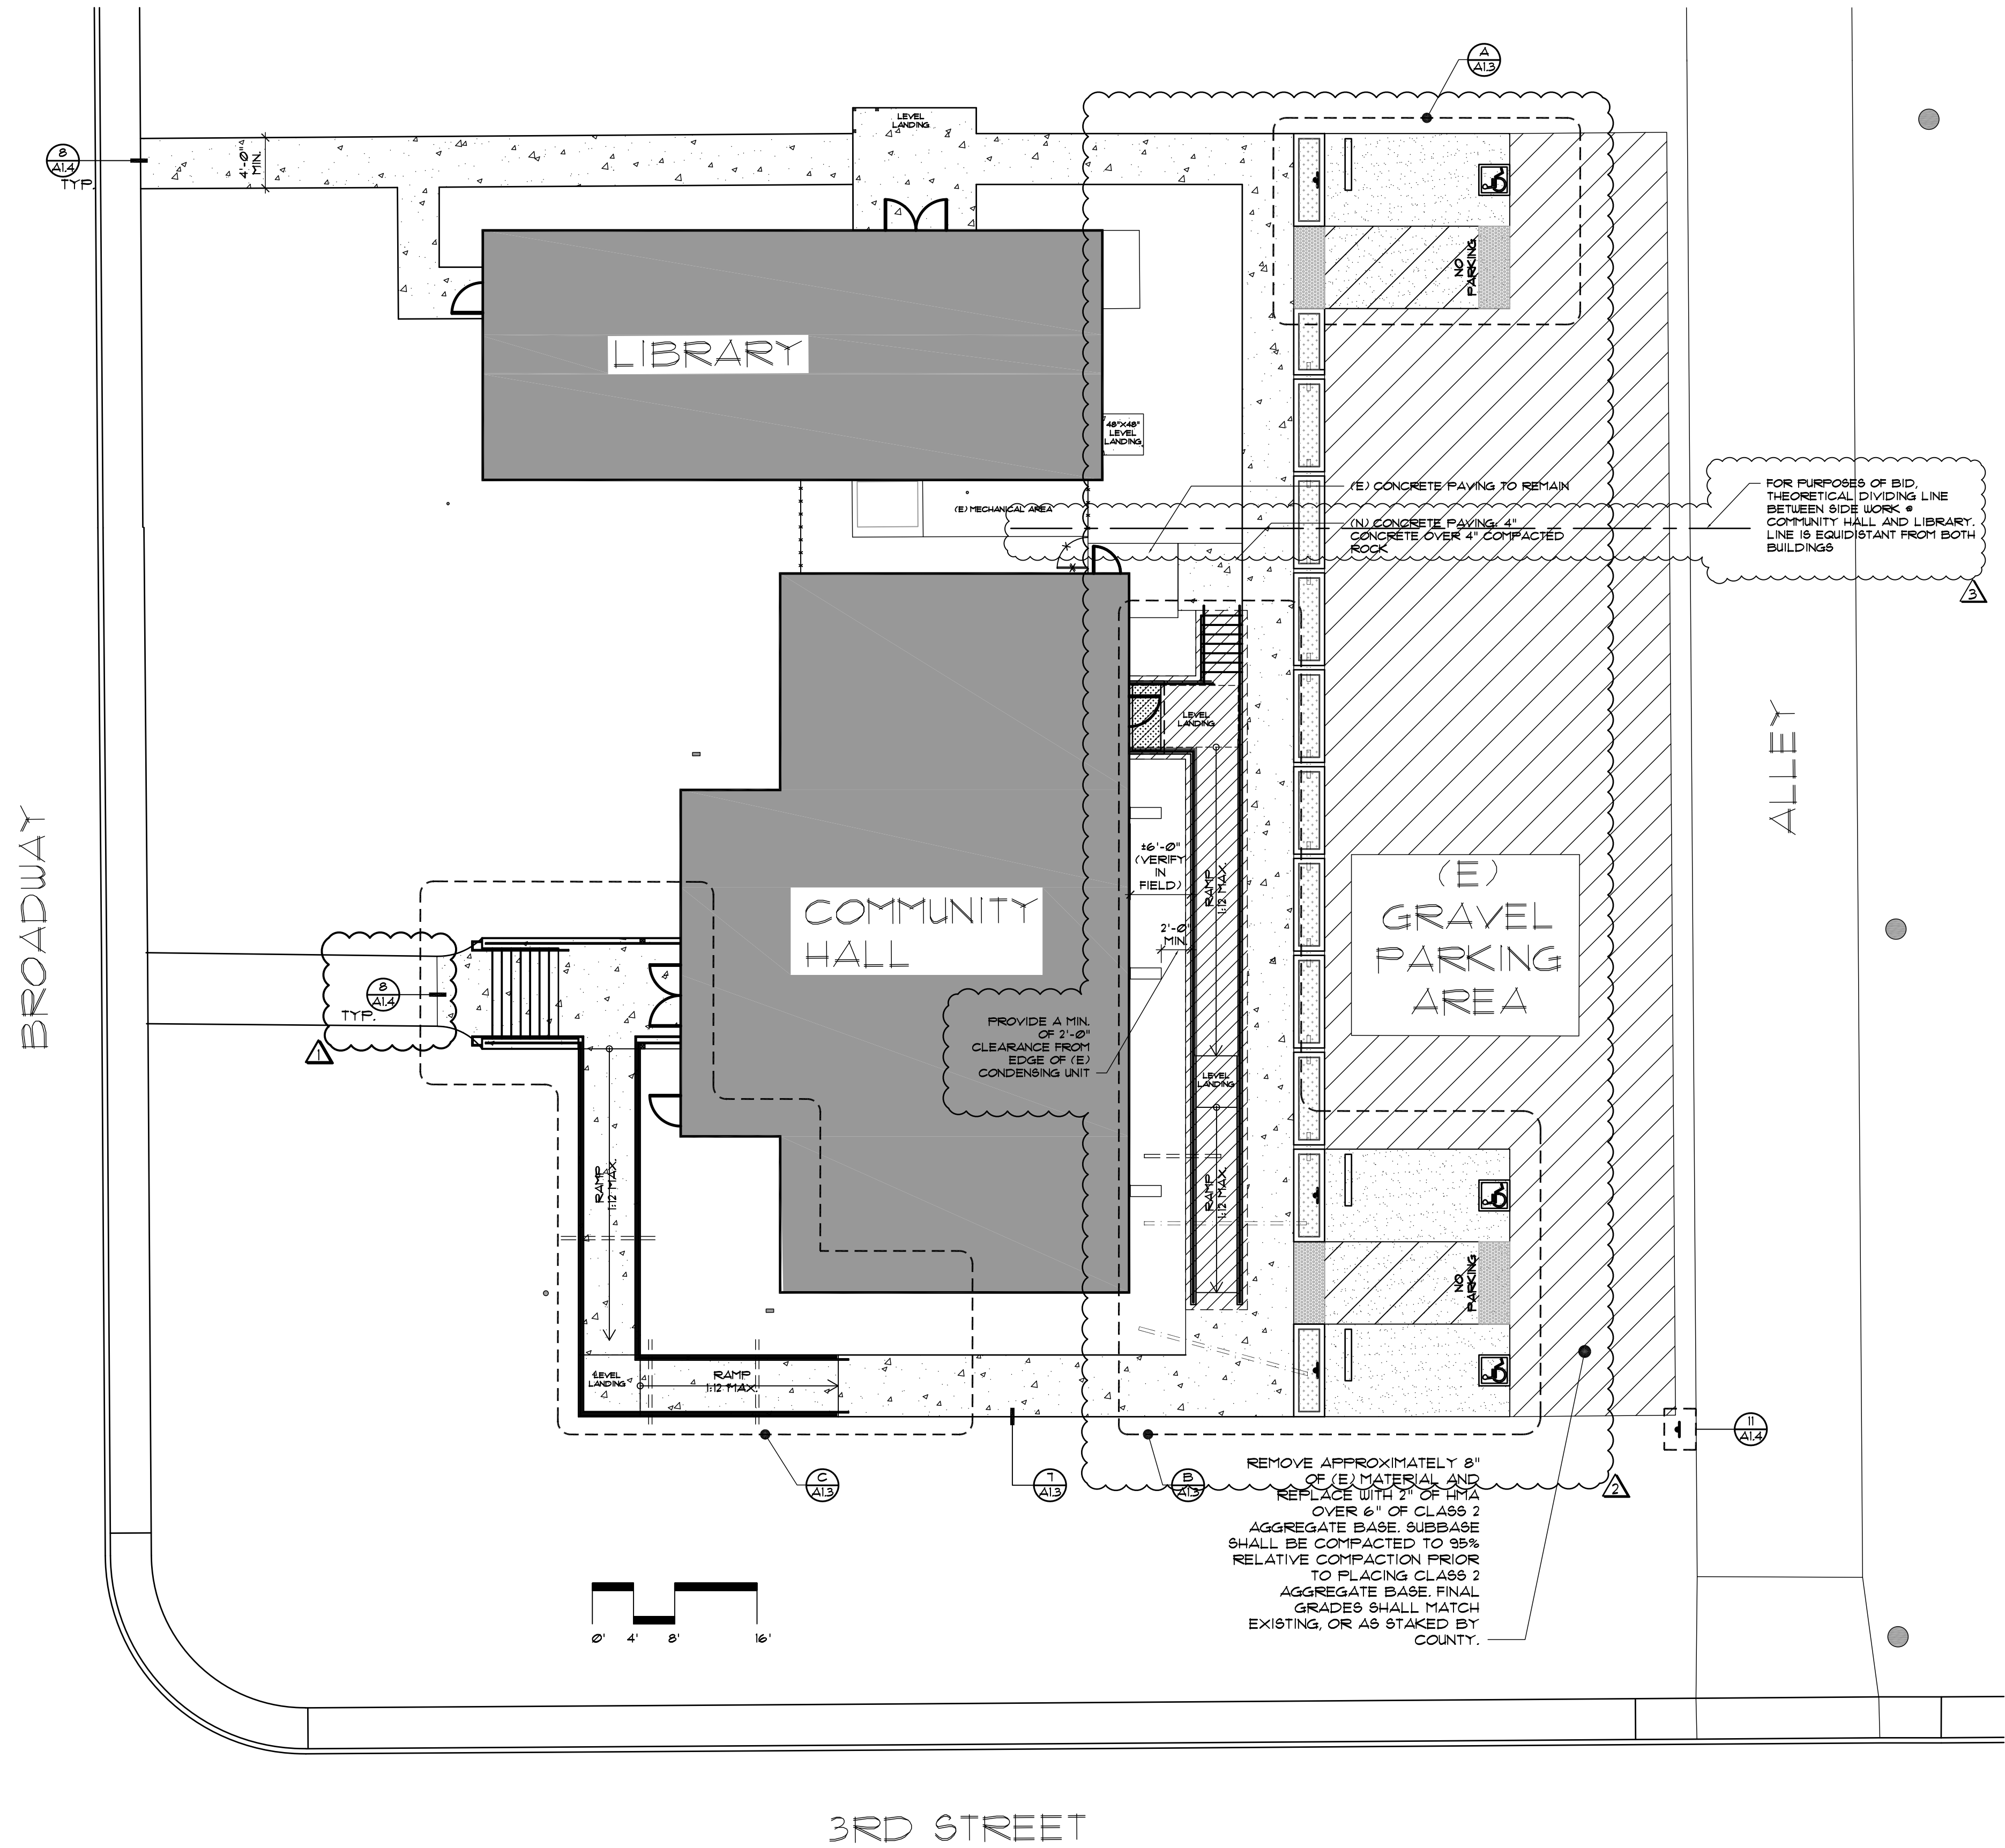 A
A1.3
LEVEL
LANDING
8
A1.4
TYP.
4'-0"
MIN.
NO
PARKING
LIBRARY
48"X48"
LEVEL
LANDING
(E) MECHANICAL AREA
(E) CONCRETE PAVING TO REMAIN
(N) CONCRETE PAVING: 4"
CONCRETE OVER 4" COMPACTED
ROCK
FOR PURPOSES OF BID,
THEORETICAL DIVIDING LINE
BETWEEN SIDE WORK @
COMMUNITY HALL AND LIBRARY.
LINE IS EQUIDISTANT FROM BOTH
BUILDINGS
3
LEVEL
LANDING
ALLEY
BROADWAY
±6'-0"
(VERIFY
IN
FIELD)
RAMP
1:12 MAX.
2'-0"
MIN.
COMMUNITY
HALL
(E)
GRAVEL
PARKING
AREA
8
A1.4
TYP.
1
PROVIDE A MIN.
OF 2'-0"
CLEARANCE FROM
EDGE OF (E)
CONDENSING UNIT
LEVEL
LANDING
RAMP
1:12 MAX.
RAMP
1:12 MAX.
NO
PARKING
LEVEL
LANDING
RAMP
1:12 MAX.
11
A1.4
C
A1.3
7
A1.3
B
A1.3
2
REMOVE APPROXIMATELY 8"
OF (E) MATERIAL AND
REPLACE WITH 2" OF HMA
OVER 6" OF CLASS 2
AGGREGATE BASE. SUBBASE
SHALL BE COMPACTED TO 95%
RELATIVE COMPACTION PRIOR
TO PLACING CLASS 2
AGGREGATE BASE. FINAL
GRADES SHALL MATCH
EXISTING, OR AS STAKED BY
COUNTY.
0' 4' 8' 16'
3RD STREET